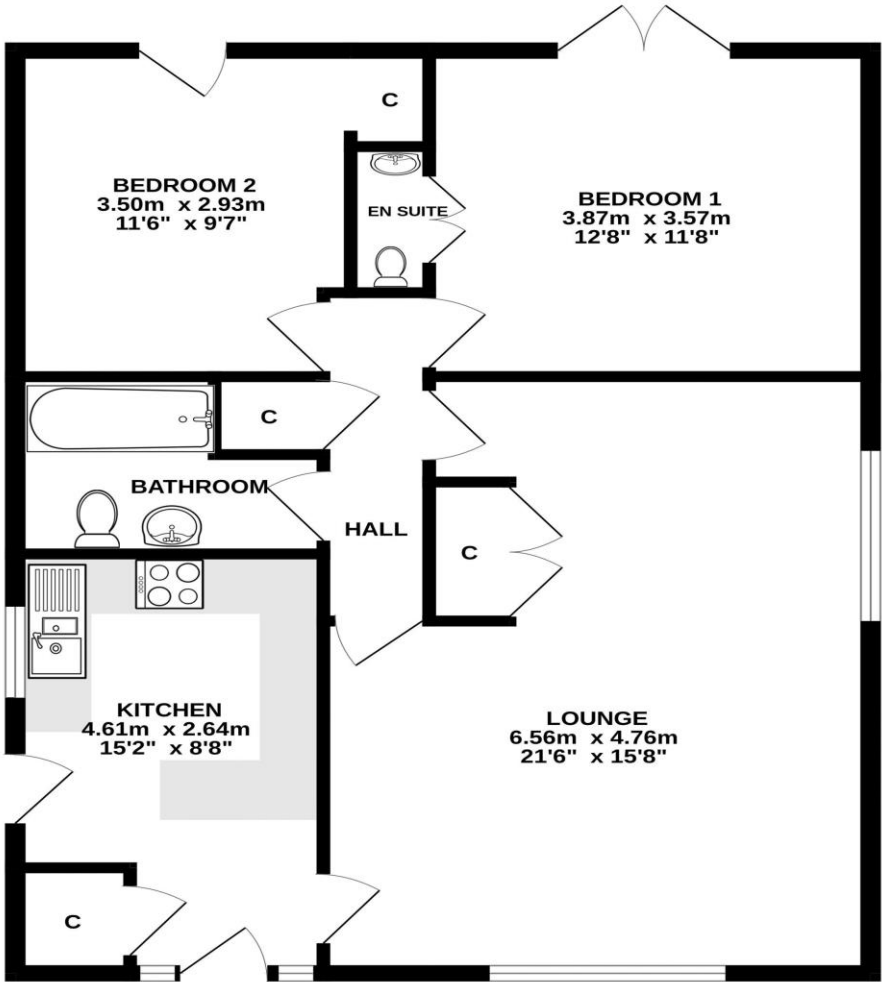 C
BEDROOM 2
3.50m x 2.93m
11'6" x 9'7"
EN SUITE
BEDROOM 1
3.87m x 3.57m
12'8" x 11'8"
C
BATHROOM
HALL
C
KITCHEN
4.61m x 2.64m
15'2" x 8'8"
LOUNGE
6.56m x 4.76m
21'6" x 15'8"
C